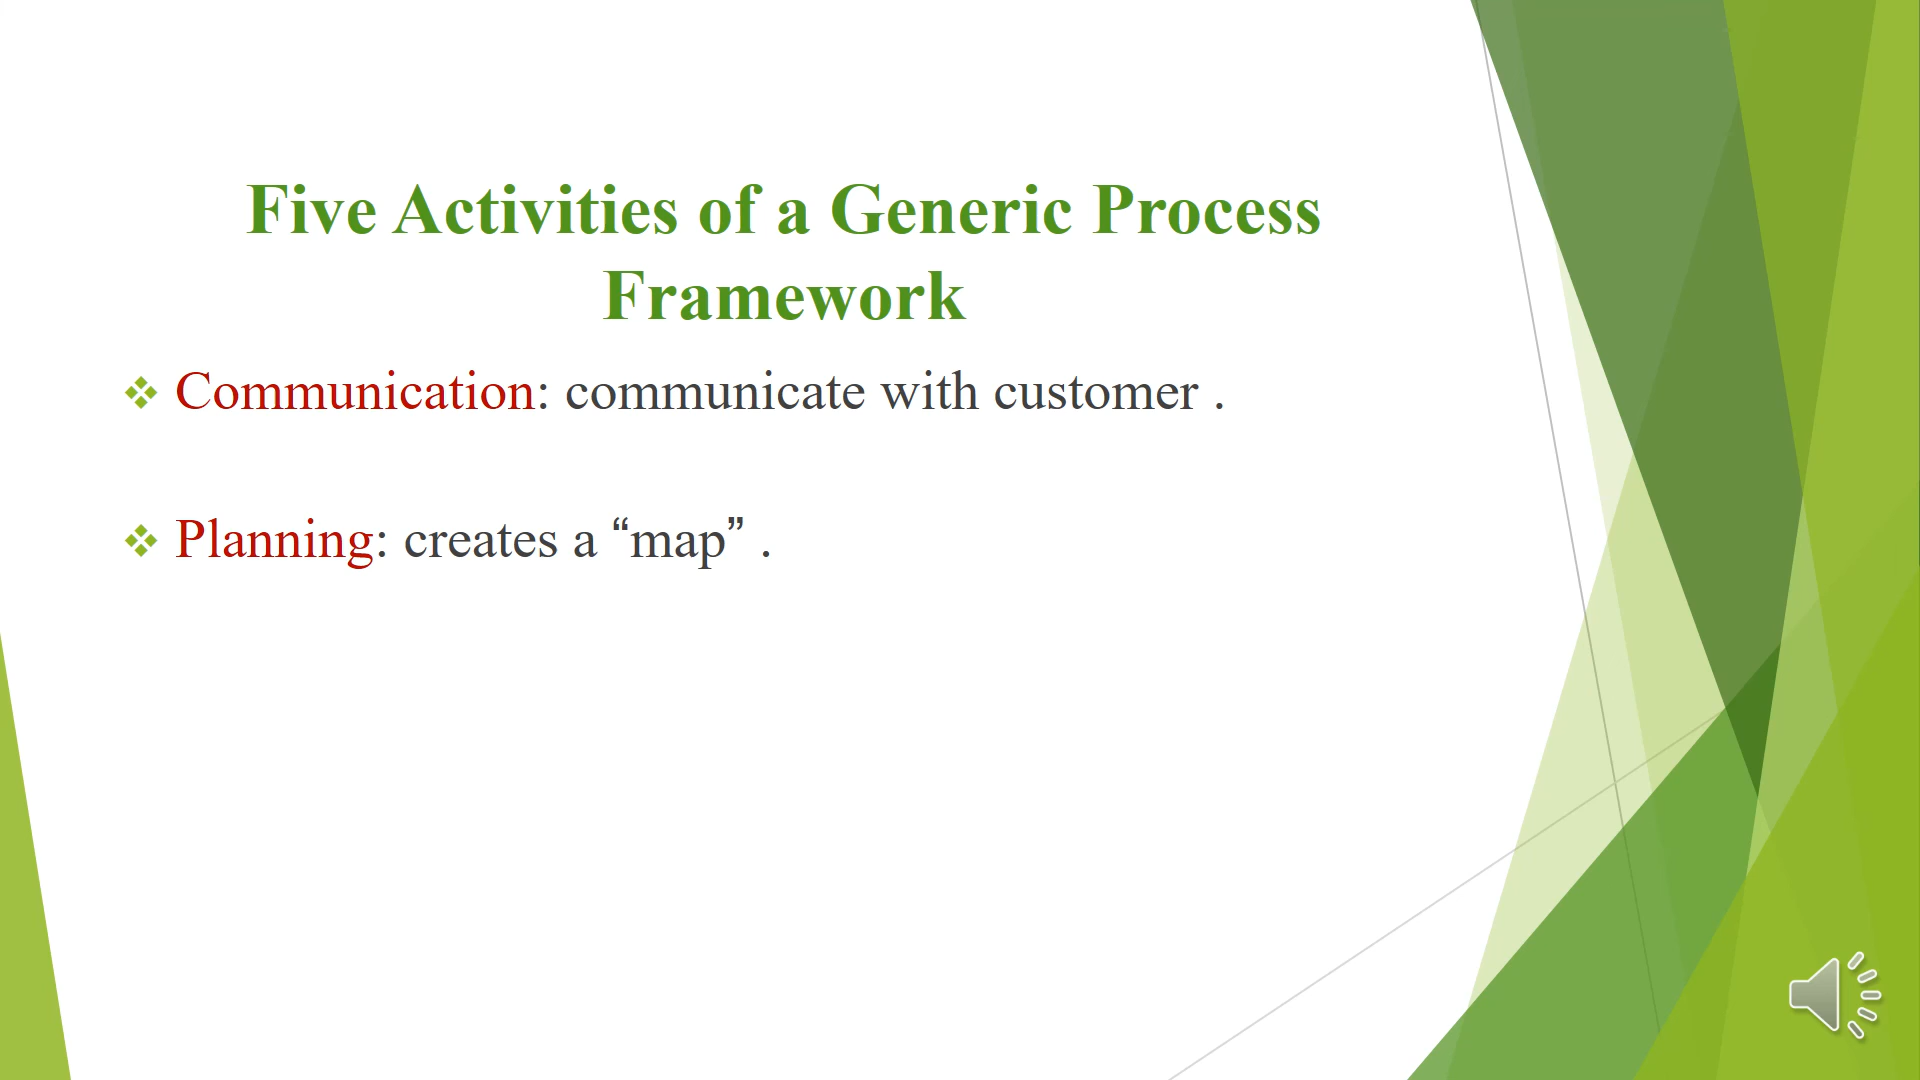 Five Activities of a Generic Process
Framework
Communication: communicate with customer .
Planning: creates a “map” .